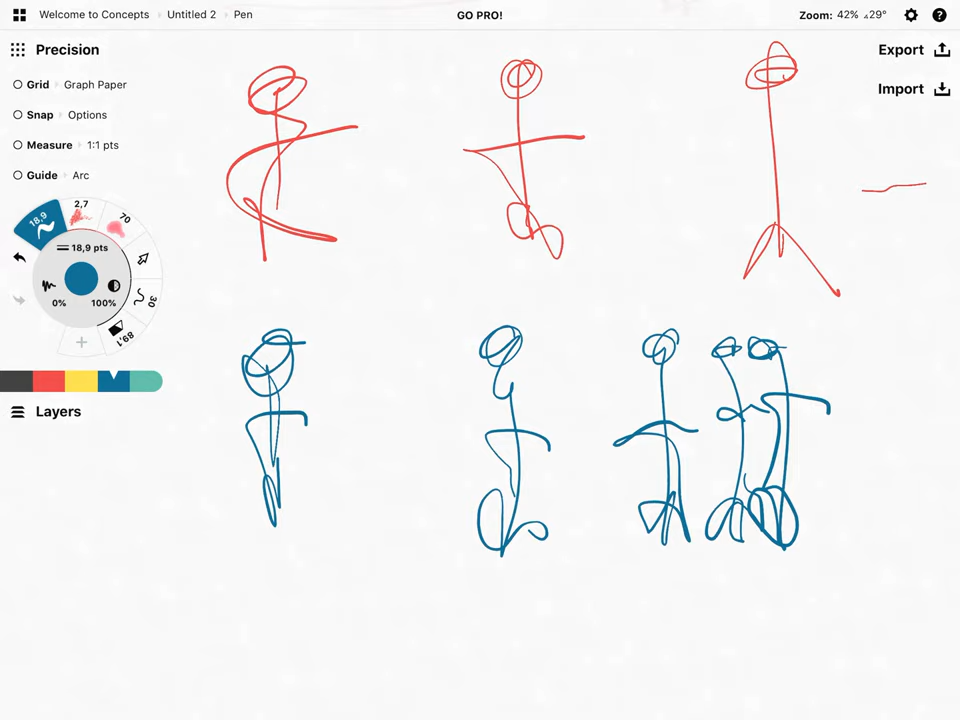 Welcome to Concepts › Untitled 2 › Pen
GO PRO!
Zoom: 42% ⦟29°
Precision
Grid › Graph Paper
Snap › Options
Measure › 1:1 pts
Guide › Arc
Export
Import
18,9
2,7
70
18,9 pts
0%
100%
30
89,1
Layers